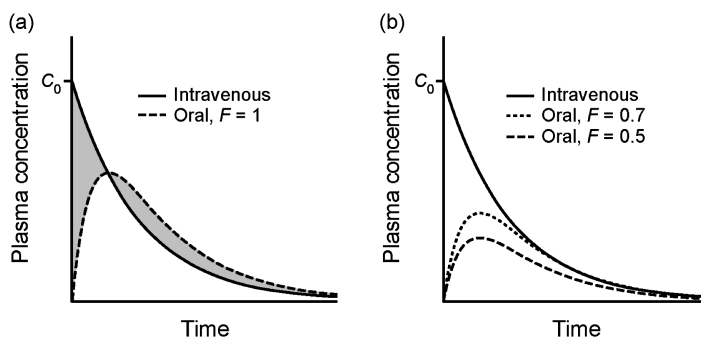 (a)
Plasma concentration
C0
Intravenous
Oral, F = 1
Time
(b)
Plasma concentration
C0
Intravenous
Oral, F = 0.7
Oral, F = 0.5
Time